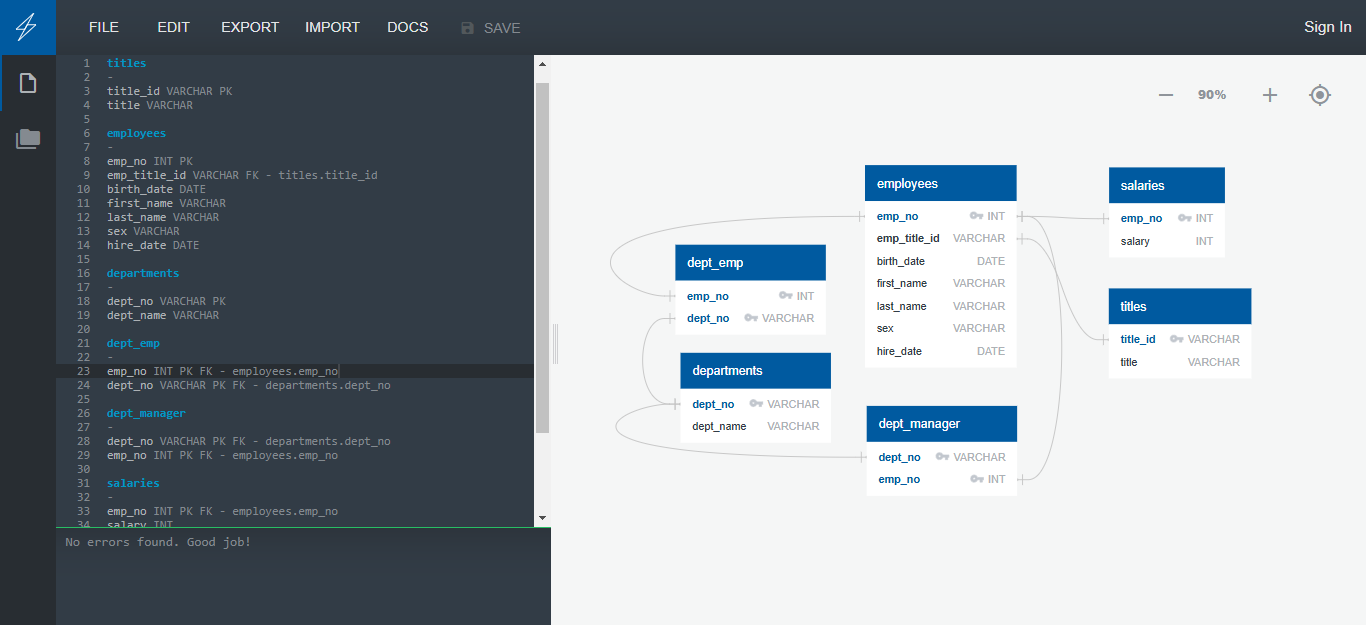 FILE EDIT EXPORT IMPORT DOCS SAVE Sign In
1 titles
2 -
3 title_id VARCHAR PK
4 title VARCHAR
5
6 employees
7 -
8 emp_no INT PK
9 emp_title_id VARCHAR FK - titles.title_id
10 birth_date DATE
11 first_name VARCHAR
12 last_name VARCHAR
13 sex VARCHAR
14 hire_date DATE
15
16 departments
17 -
18 dept_no VARCHAR PK
19 dept_name VARCHAR
20
21 dept_emp
22 -
23 emp_no INT PK FK - employees.emp_no
24 dept_no VARCHAR PK FK - departments.dept_no
25
26 dept_manager
27 -
28 dept_no VARCHAR PK FK - departments.dept_no
29 emp_no INT PK FK - employees.emp_no
30
31 salaries
32 -
33 emp_no INT PK FK - employees.emp_no
34 salary INT
No errors found. Good job!
90%
employees
emp_no INT
emp_title_id VARCHAR
birth_date DATE
first_name VARCHAR
last_name VARCHAR
sex VARCHAR
hire_date DATE
salaries
emp_no INT
salary INT
dept_emp
emp_no INT
dept_no VARCHAR
titles
title_id VARCHAR
title VARCHAR
departments
dept_no VARCHAR
dept_name VARCHAR
dept_manager
dept_no VARCHAR
emp_no INT